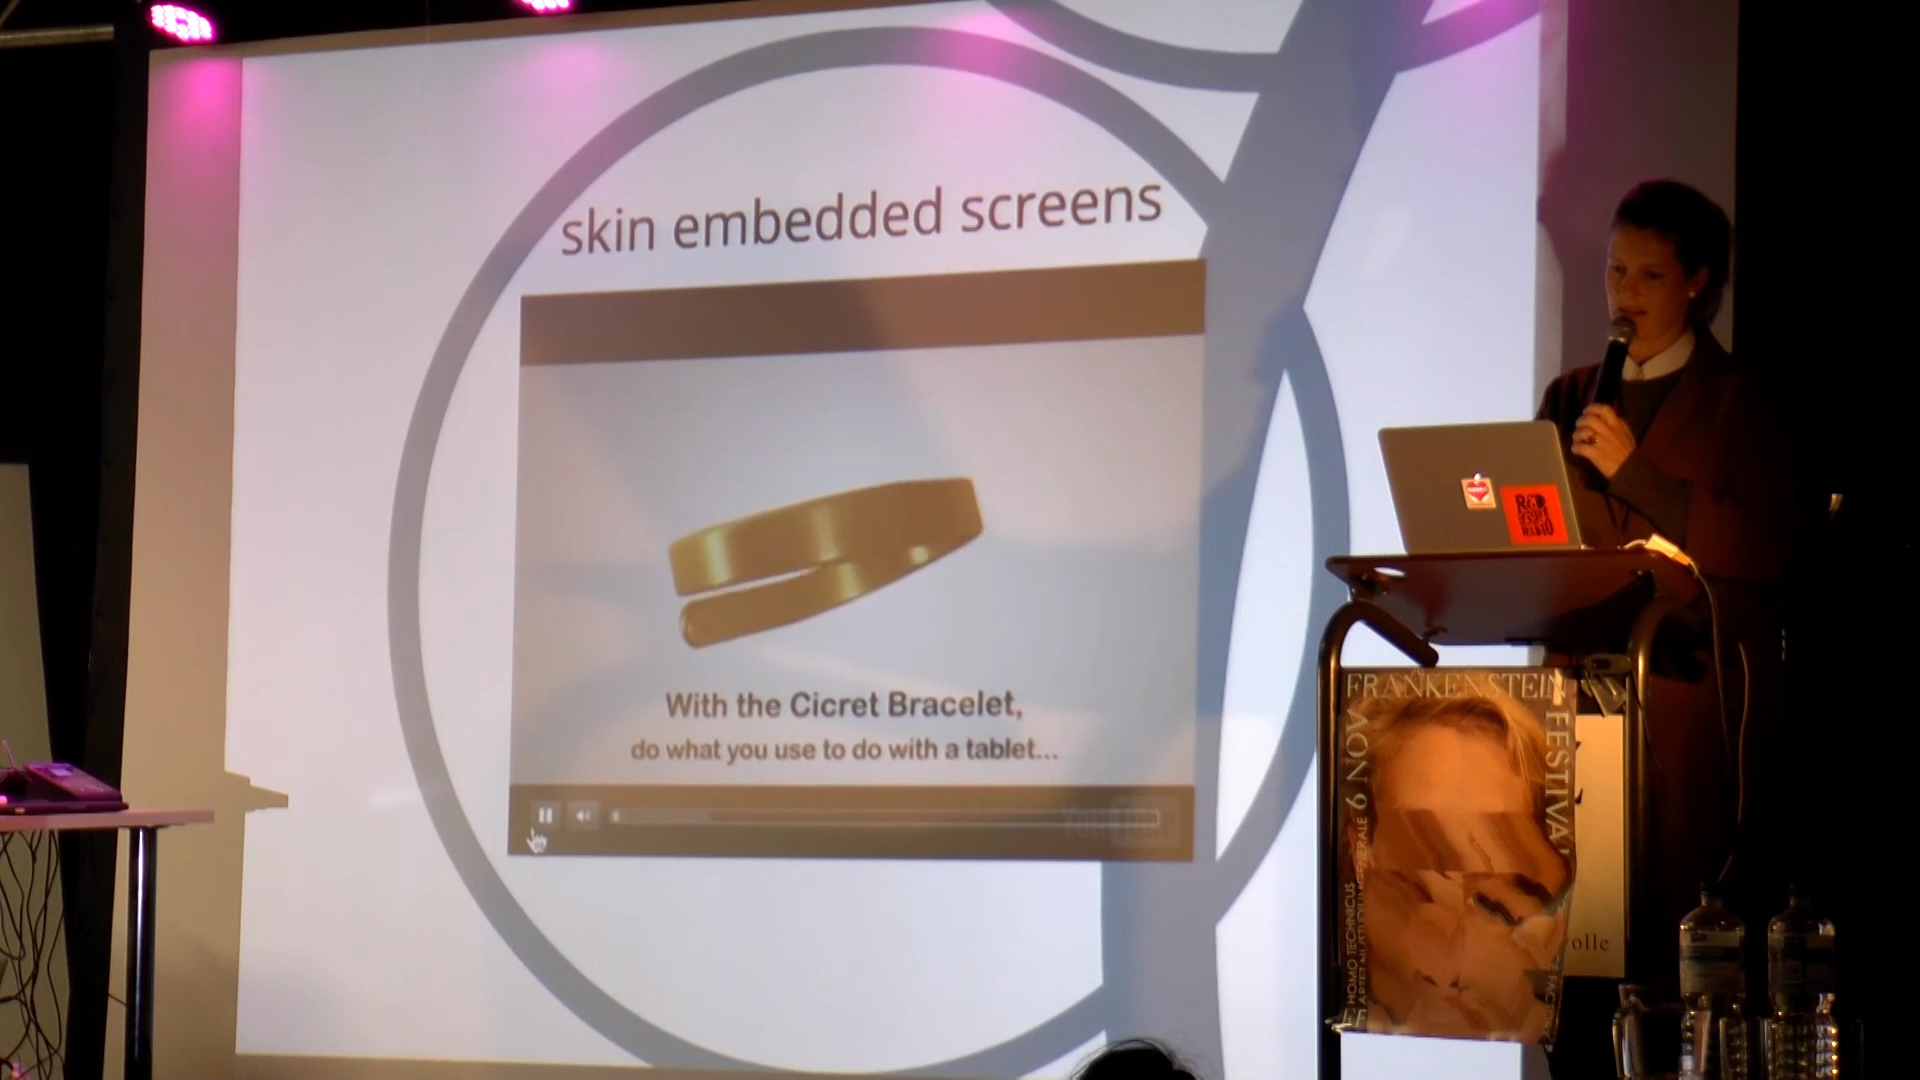 skin embedded screens
With the Cicret Bracelet,
do what you use to do with a tablet...
RADIO
FRANKENSTEIN
FESTIVAL
6 NOV
HOMO TECHNICUS